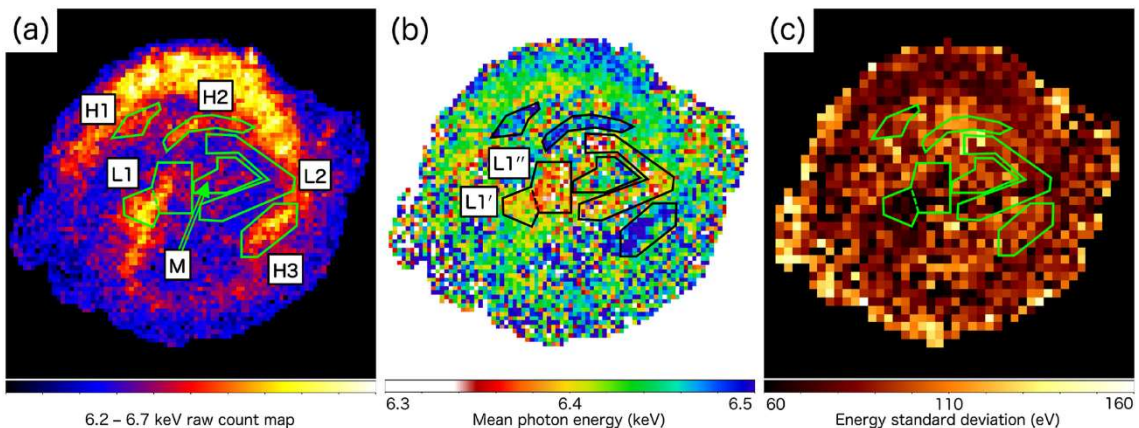 (a)
H1
H2
L1
L2
M
H3
6.2 – 6.7 keV raw count map
(b)
L1″
L1′
6.3
6.4
6.5
Mean photon energy (keV)
(c)
60
110
160
Energy standard deviation (eV)